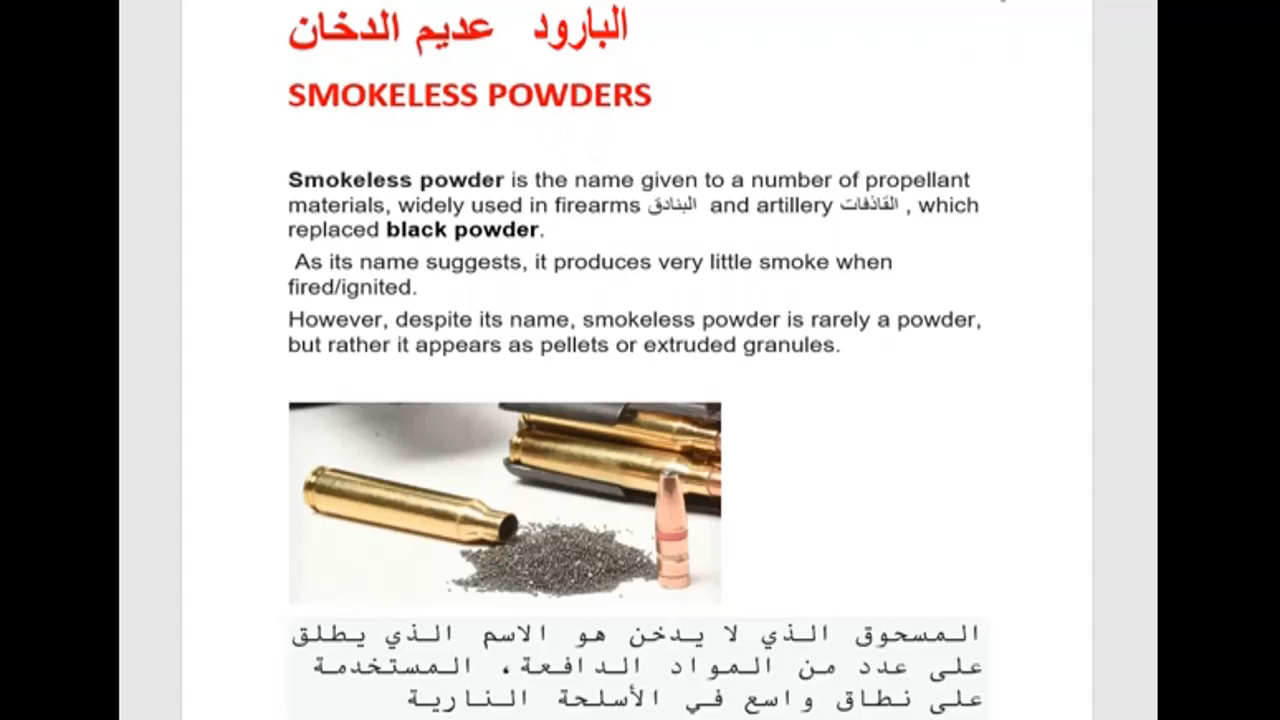 البارود عديم الدخان
SMOKELESS POWDERS
Smokeless powder is the name given to a number of propellant
materials, widely used in firearms البنادق and artillery القاذفات , which
replaced black powder.
As its name suggests, it produces very little smoke when
fired/ignited.
However, despite its name, smokeless powder is rarely a powder,
but rather it appears as pellets or extruded granules.
المسحوق الذي لا يدخن هو الاسم الذي يطلق
على عدد من المواد الدافعة، المستخدمة
على نطاق واسع في الأسلحة النارية